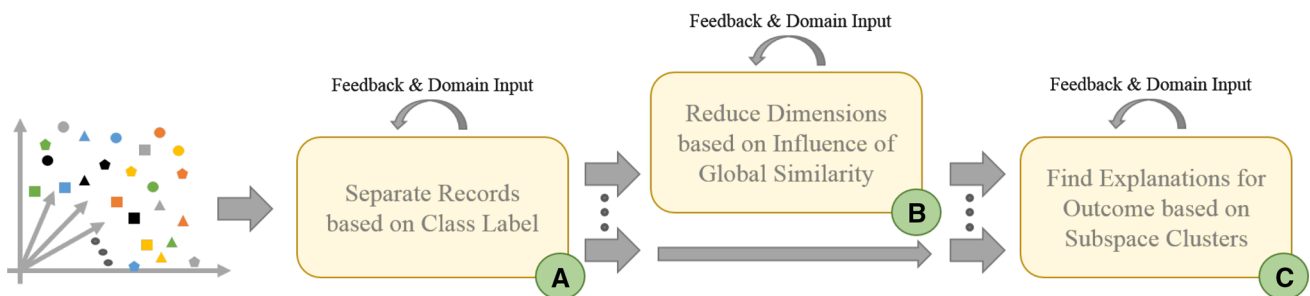 Feedback & Domain Input
Separate Records
based on Class Label
A
Feedback & Domain Input
Reduce Dimensions
based on Influence of
Global Similarity
B
Feedback & Domain Input
Find Explanations for
Outcome based on
Subspace Clusters
C